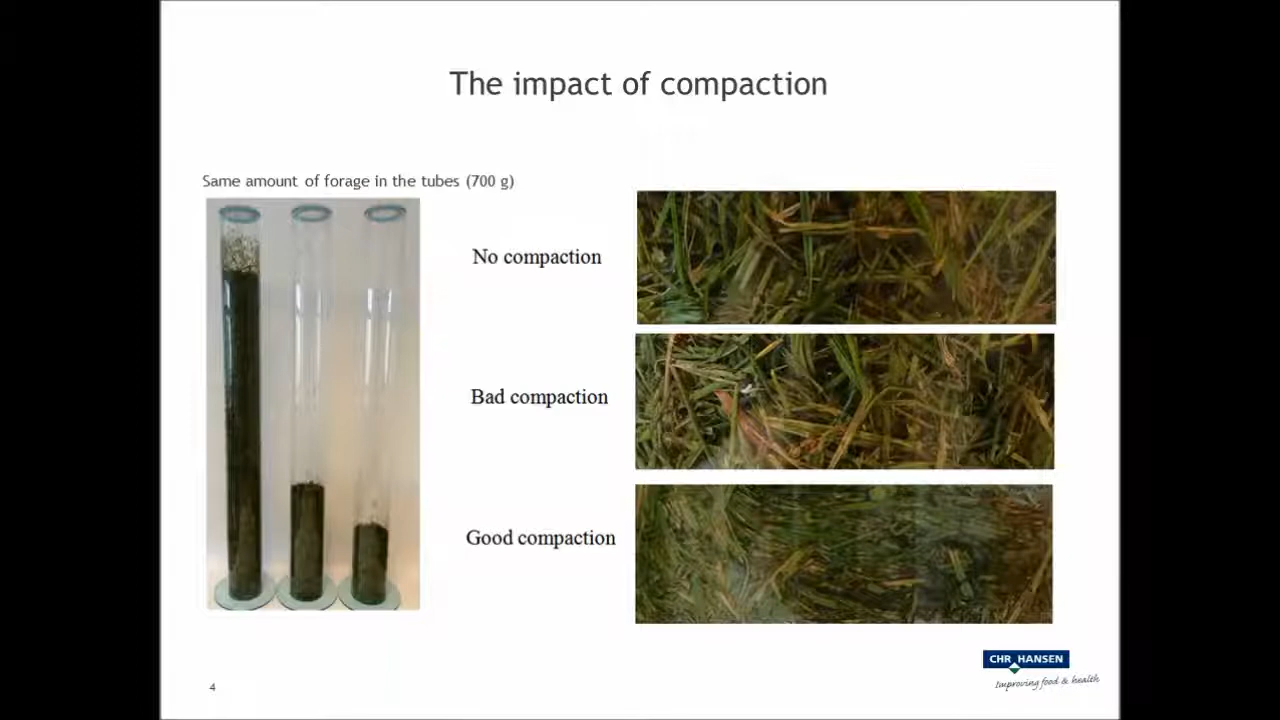 The impact of compaction
Same amount of forage in the tubes (700 g)
No compaction
Bad compaction
Good compaction
CHR HANSEN
Improving food & health
4